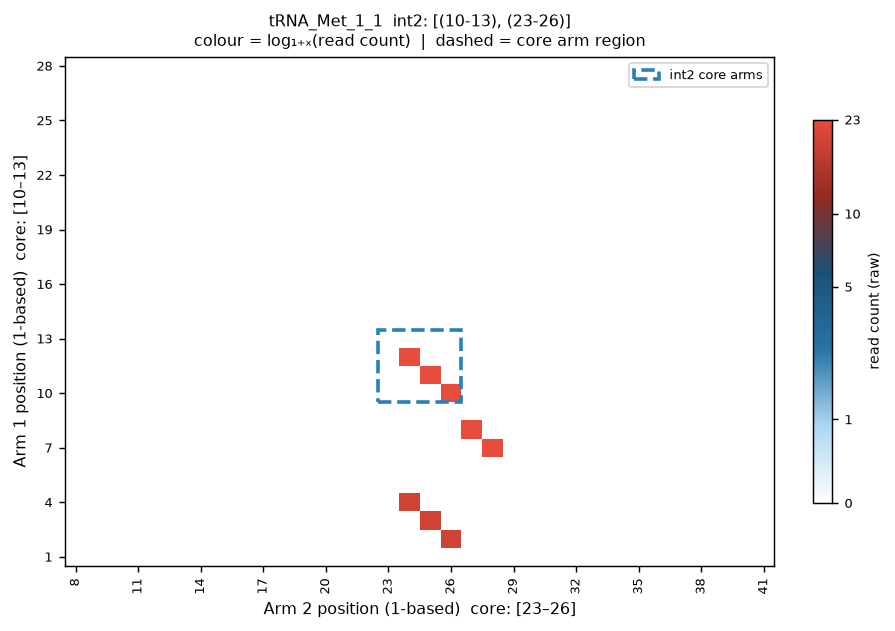 tRNA_Met_1_1  int2: [(10-13), (23-26)]
colour = log₁₊ₓ(read count)  |  dashed = core arm region
int2 core arms
Arm 1 position (1-based)  core: [10–13]
28
25
22
19
16
13
10
7
4
1
8 11 14 17 20 23 26 29 32 35 38 41
Arm 2 position (1-based)  core: [23–26]
23
10
5
1
0
read count (raw)